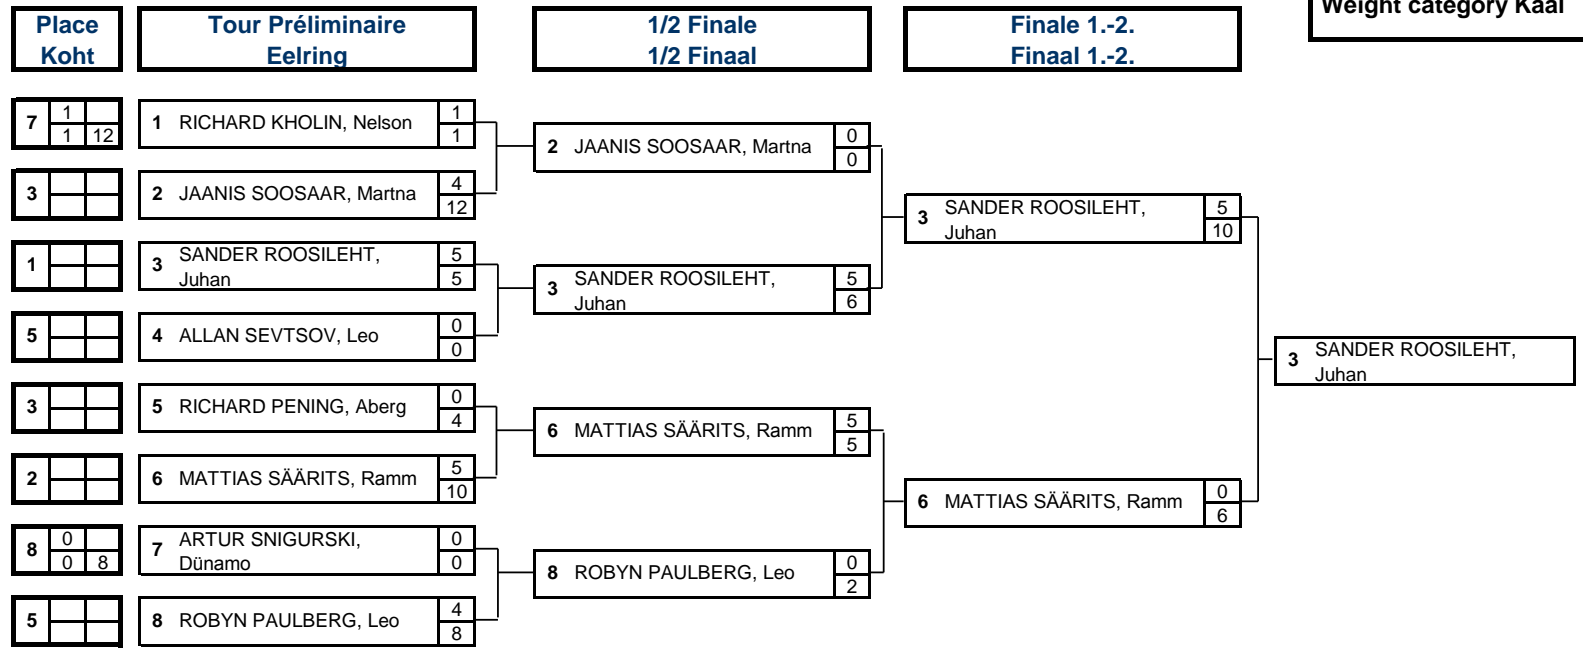 Weight category Kaal
Place
Koht
Tour Préliminaire
Eelring
1/2 Finale
1/2 Finaal
Finale 1.-2.
Finaal 1.-2.
7 1
1 12
1 RICHARD KHOLIN, Nelson 1
1
3
2 JAANIS SOOSAAR, Martna 4
12
1
3 SANDER ROOSILEHT,
Juhan
5
5
5
4 ALLAN SEVTSOV, Leo 0
0
3
5 RICHARD PENING, Aberg 0
4
2
6 MATTIAS SÄÄRITS, Ramm 5
10
8 0
0 8
7 ARTUR SNIGURSKI,
Dünamo
0
0
5
8 ROBYN PAULBERG, Leo 4
8
2 JAANIS SOOSAAR, Martna 0
0
3 SANDER ROOSILEHT,
Juhan
5
6
6 MATTIAS SÄÄRITS, Ramm 5
5
8 ROBYN PAULBERG, Leo 0
2
3 SANDER ROOSILEHT,
Juhan
5
10
6 MATTIAS SÄÄRITS, Ramm 0
6
3 SANDER ROOSILEHT,
Juhan